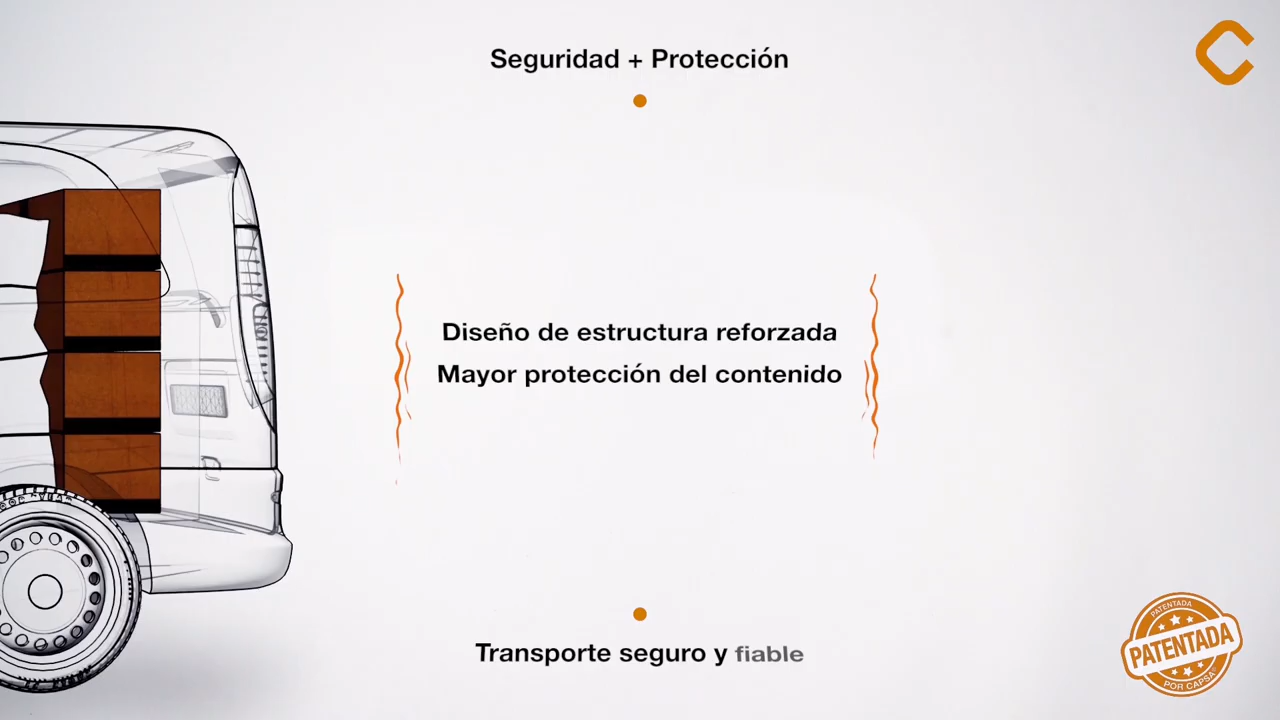 Seguridad + Protección
Diseño de estructura reforzada
Mayor protección del contenido
Transporte seguro y fiable
PATENTADA
PATENTADA
POR CAPSA